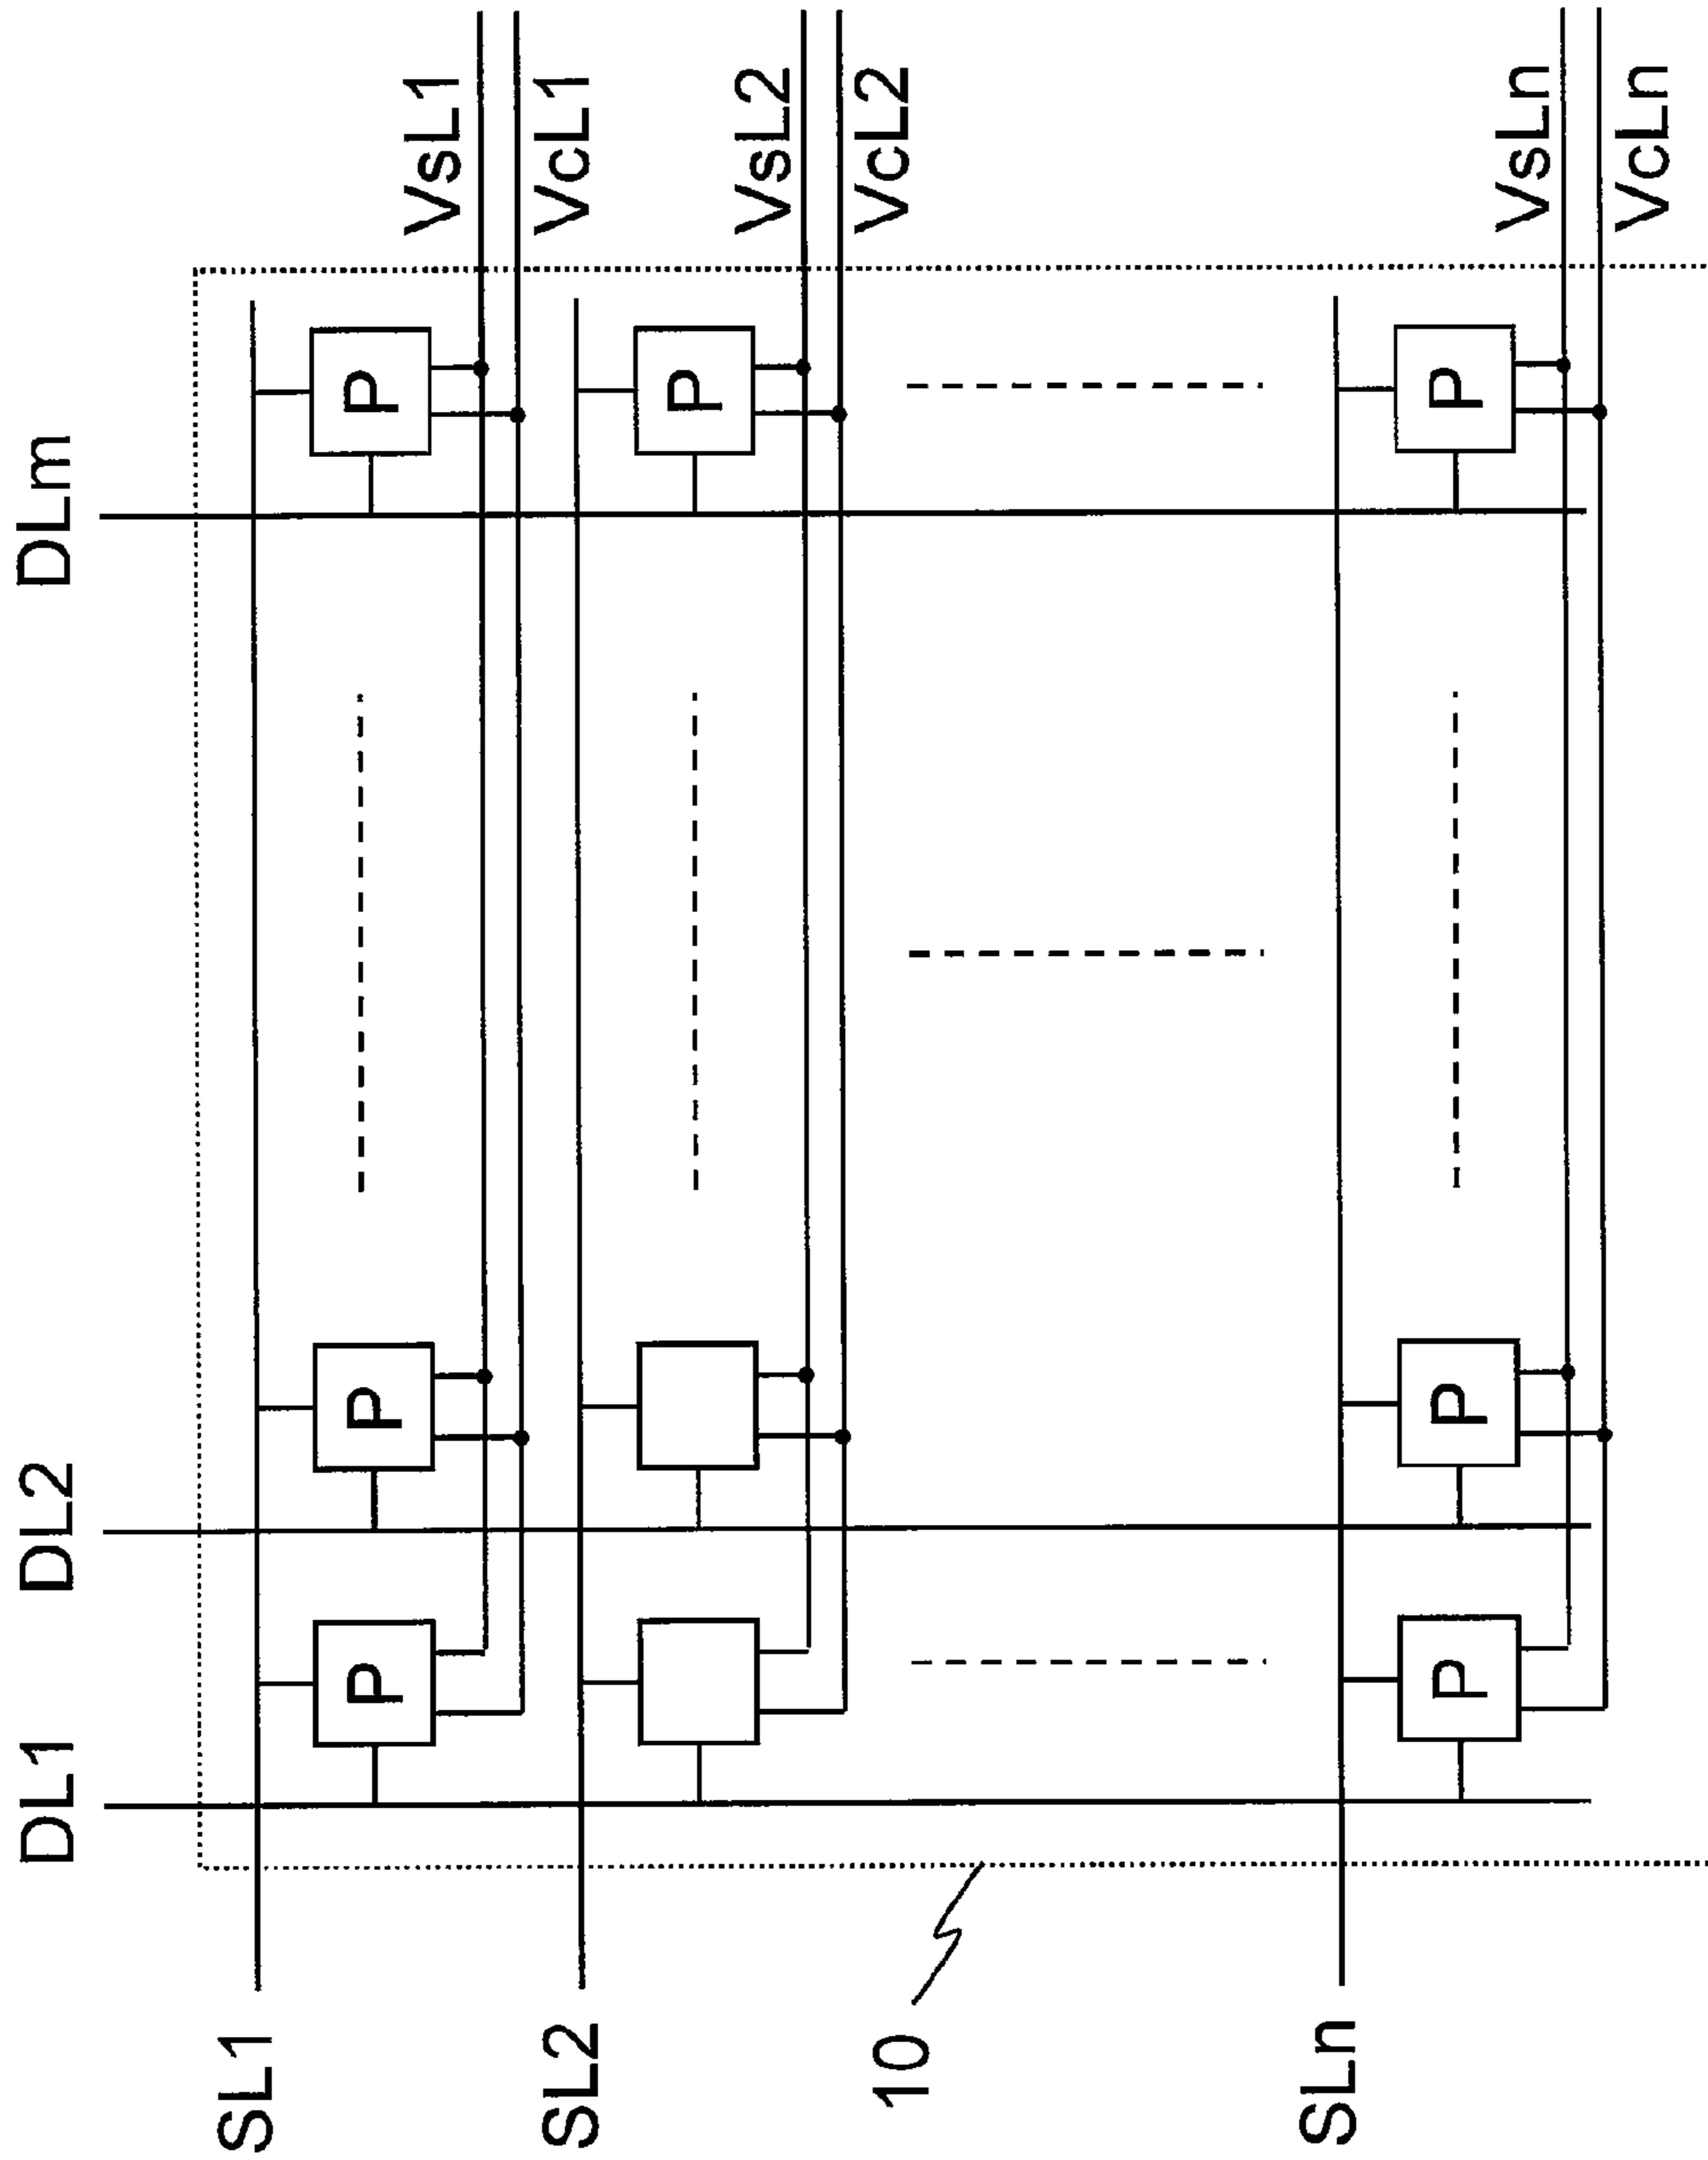 DL1 DL2 DLm
SL1
P P P
VsL1
VcL1
SL2
P
VsL2
VcL2
10
SLn
P P P
VsLn
VcLn